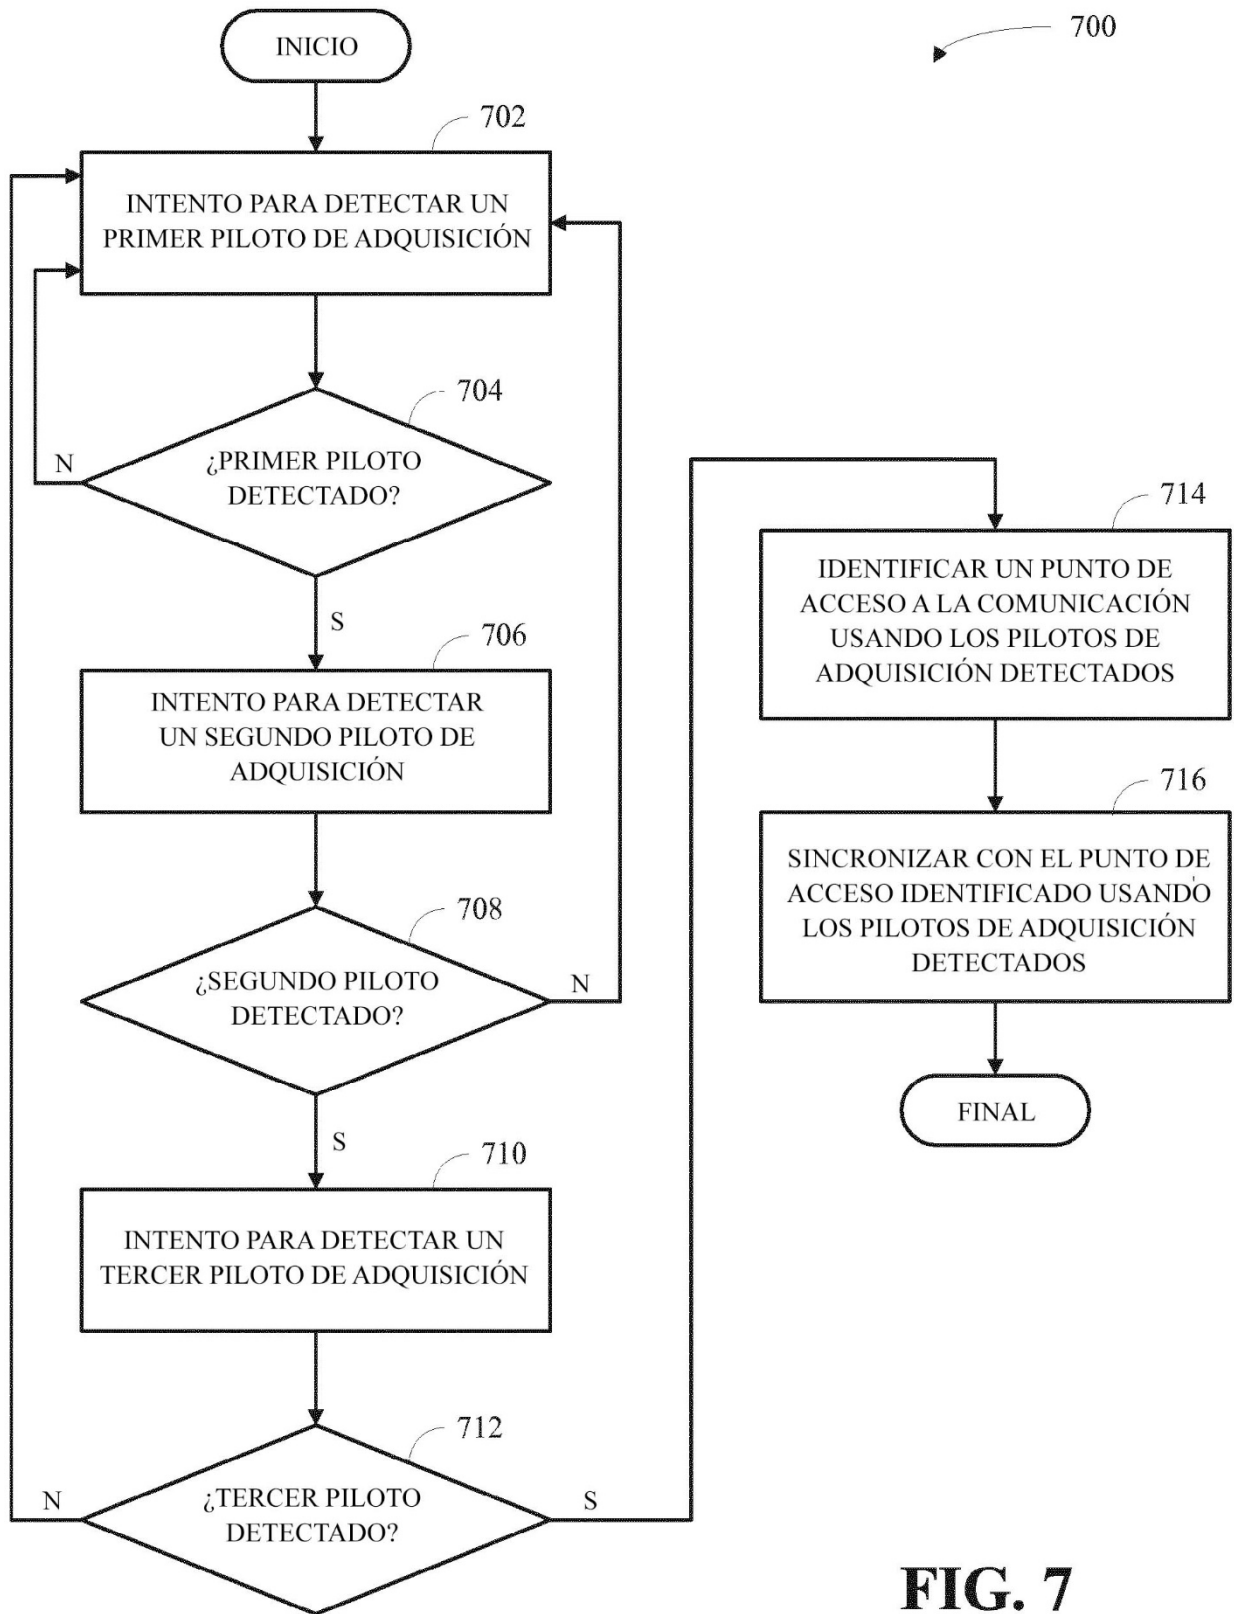 INICIO
700
702
INTENTO PARA DETECTAR UN
PRIMER PILOTO DE ADQUISICIÓN
704
N
¿PRIMER PILOTO
DETECTADO?
S
706
INTENTO PARA DETECTAR
UN SEGUNDO PILOTO DE
ADQUISICIÓN
708
¿SEGUNDO PILOTO
DETECTADO?
N
S
710
INTENTO PARA DETECTAR UN
TERCER PILOTO DE ADQUISICIÓN
712
N
¿TERCER PILOTO
DETECTADO?
S
714
IDENTIFICAR UN PUNTO DE
ACCESO A LA COMUNICACIÓN
USANDO LOS PILOTOS DE
ADQUISICIÓN DETECTADOS
716
SINCRONIZAR CON EL PUNTO DE
ACCESO IDENTIFICADO USANDO
LOS PILOTOS DE ADQUISICIÓN
DETECTADOS
FINAL
FIG. 7